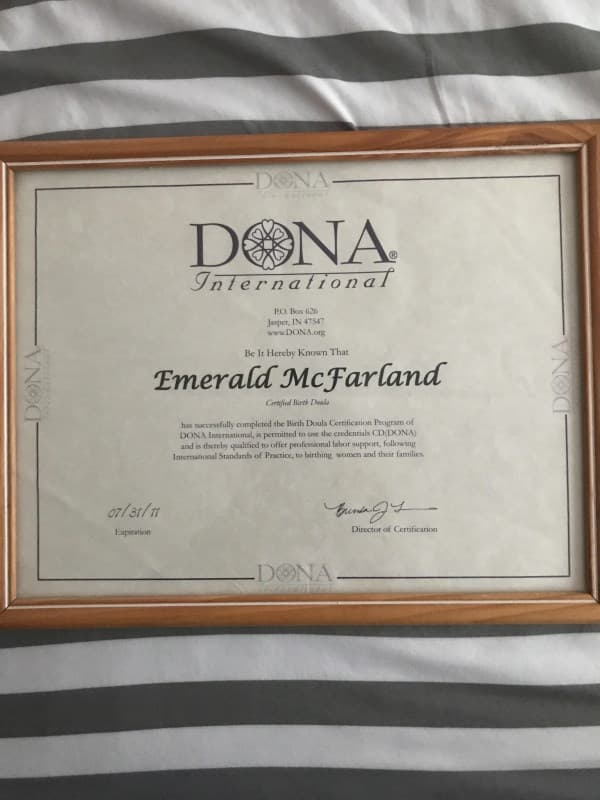 DONA
DONA®
International
P.O. Box 626
Jasper, IN 47547
www.DONA.org
Be It Hereby Known That
Emerald McFarland
Certified Birth Doula
has successfully completed the Birth Doula Certification Program of
DONA International, is permitted to use the credentials CD(DONA)
and is thereby qualified to offer professional labor support, following
International Standards of Practice, to birthing women and their families.
07/31/11
Expiration
Director of Certification
DONA
DONA
DONA